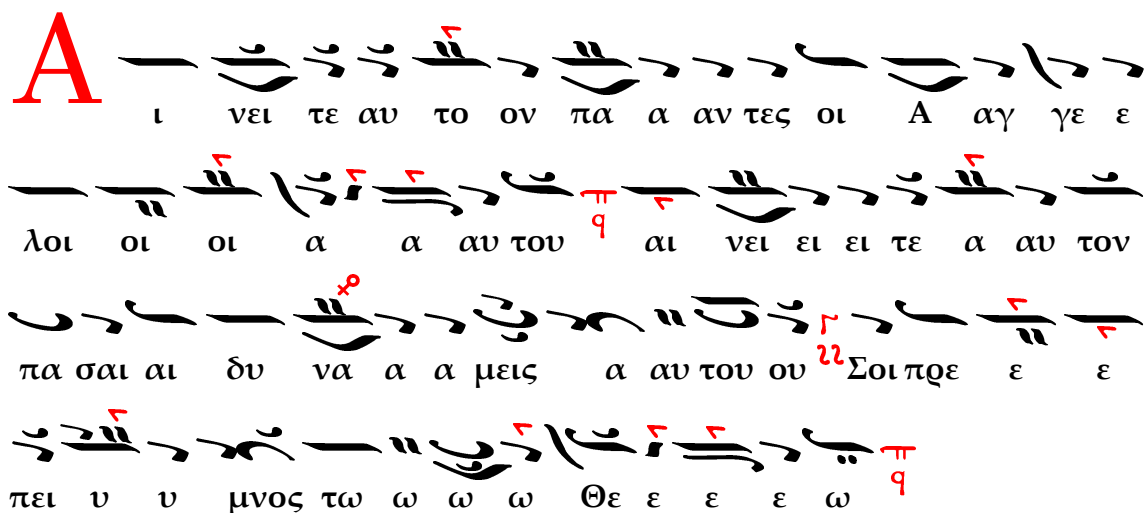 Α ι νει τε αυ το ον πα α αν τες οι Α αγ γε ε
λοι οι οι α α αυ του αι νει ει ει τε α αυ τον
πα σαι αι δυ να α α μεις α αυ του ου Σοι πρε ε ε
πει υ υ μνος τω ω ω ω Θε ε ε ε ω